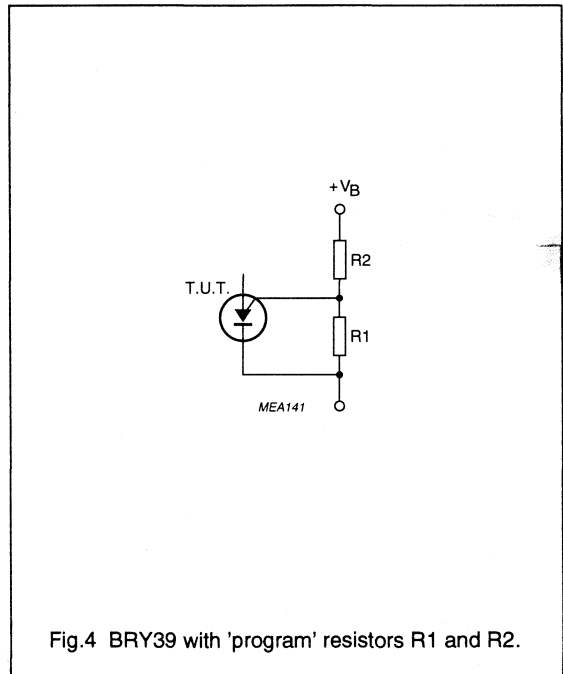 +VB
R2
T.U.T.
R1
MEA141
Fig.4 BRY39 with 'program' resistors R1 and R2.